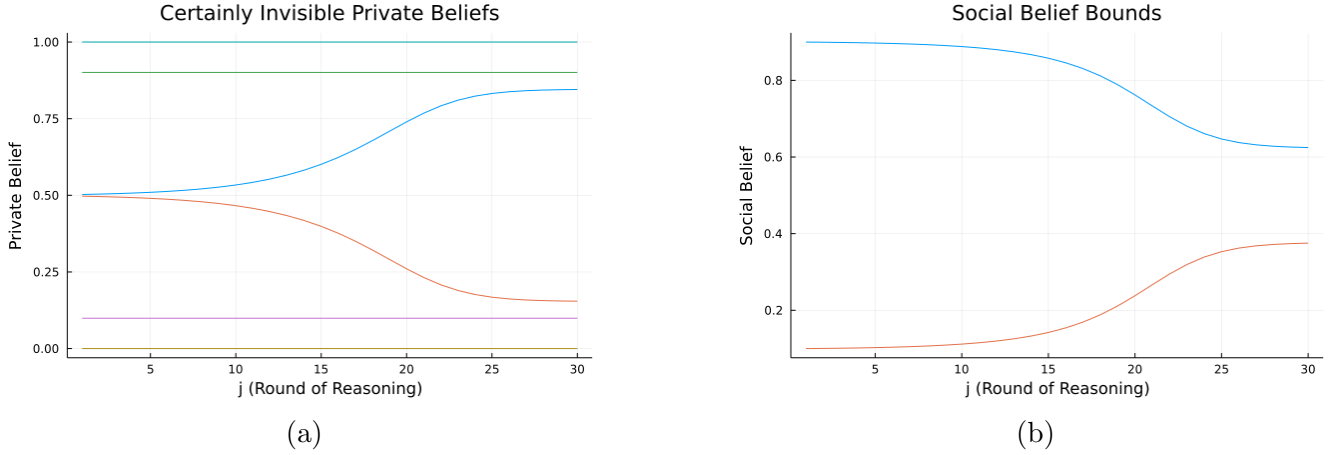 Certainly Invisible Private Beliefs
1.00
0.75
0.50
0.25
0.00
Private Belief
5 10 15 20 25 30
j (Round of Reasoning)
(a)
Social Belief Bounds
0.8
0.6
0.4
0.2
Social Belief
5 10 15 20 25 30
j (Round of Reasoning)
(b)